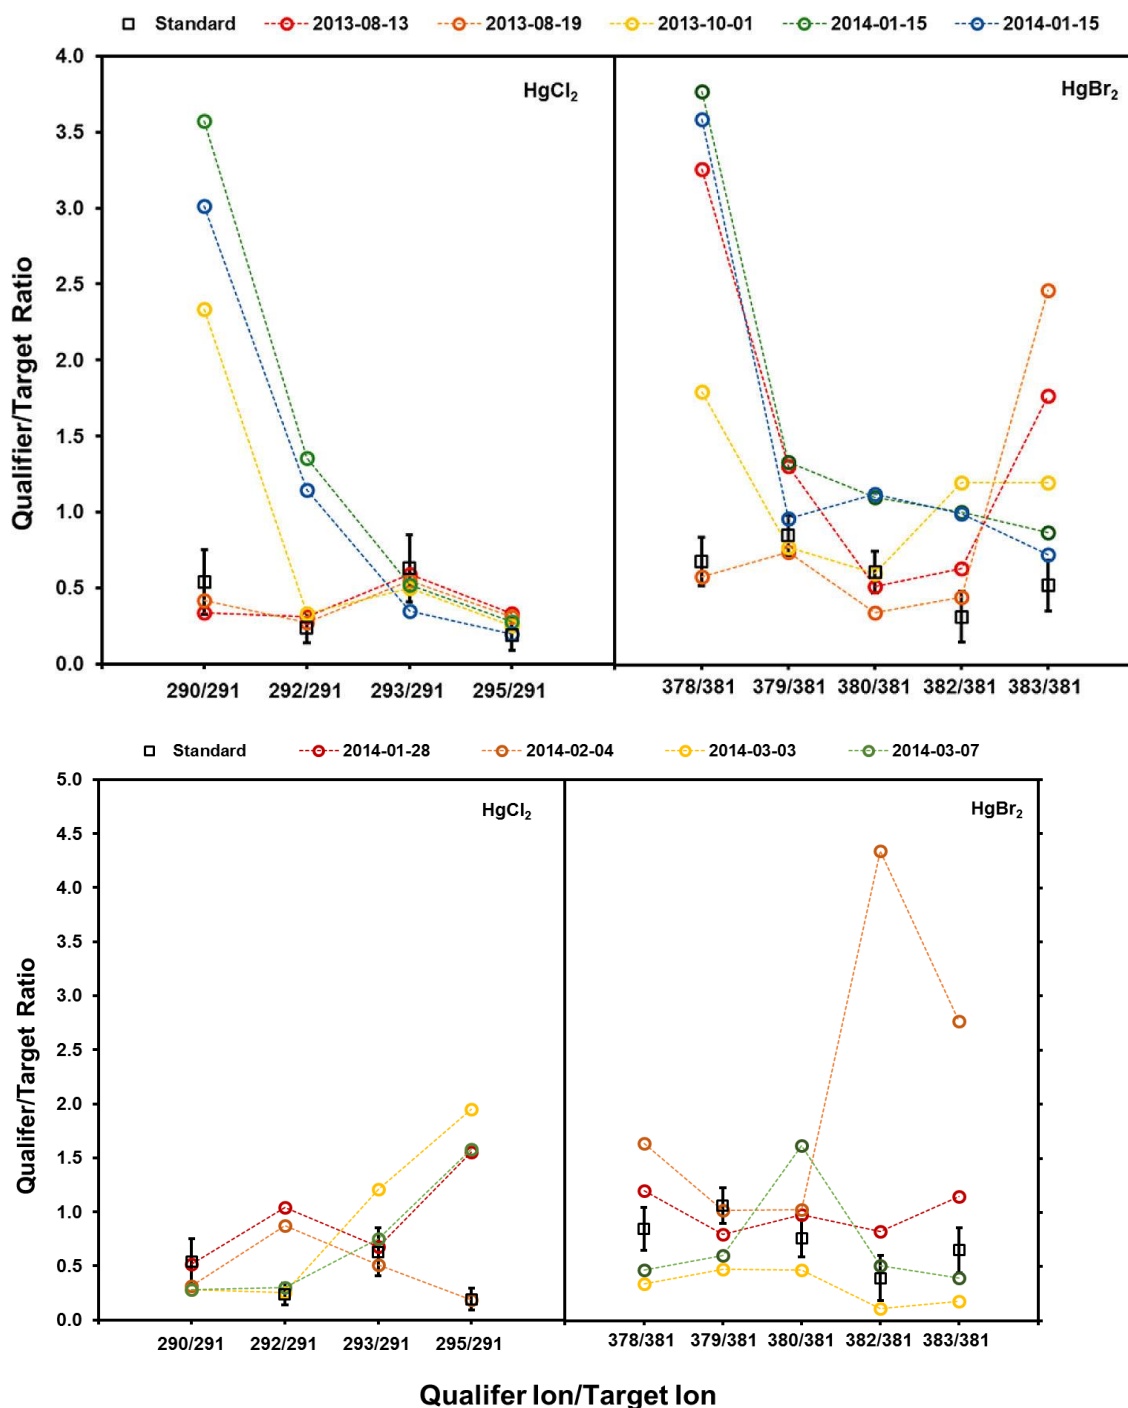 Standard 2013-08-13 2013-08-19 2013-10-01 2014-01-15 2014-01-15
4.0
HgCl₂ HgBr₂
3.5
3.0
2.5
2.0
1.5
1.0
0.5
0.0
Qualifier/Target Ratio
290/291 292/291 293/291 295/291 378/381 379/381 380/381 382/381 383/381
Standard 2014-01-28 2014-02-04 2014-03-03 2014-03-07
5.0
HgCl₂ HgBr₂
4.5
4.0
3.5
3.0
2.5
2.0
1.5
1.0
0.5
0.0
Qualifer/Target Ratio
290/291 292/291 293/291 295/291 378/381 379/381 380/381 382/381 383/381
Qualifer Ion/Target Ion